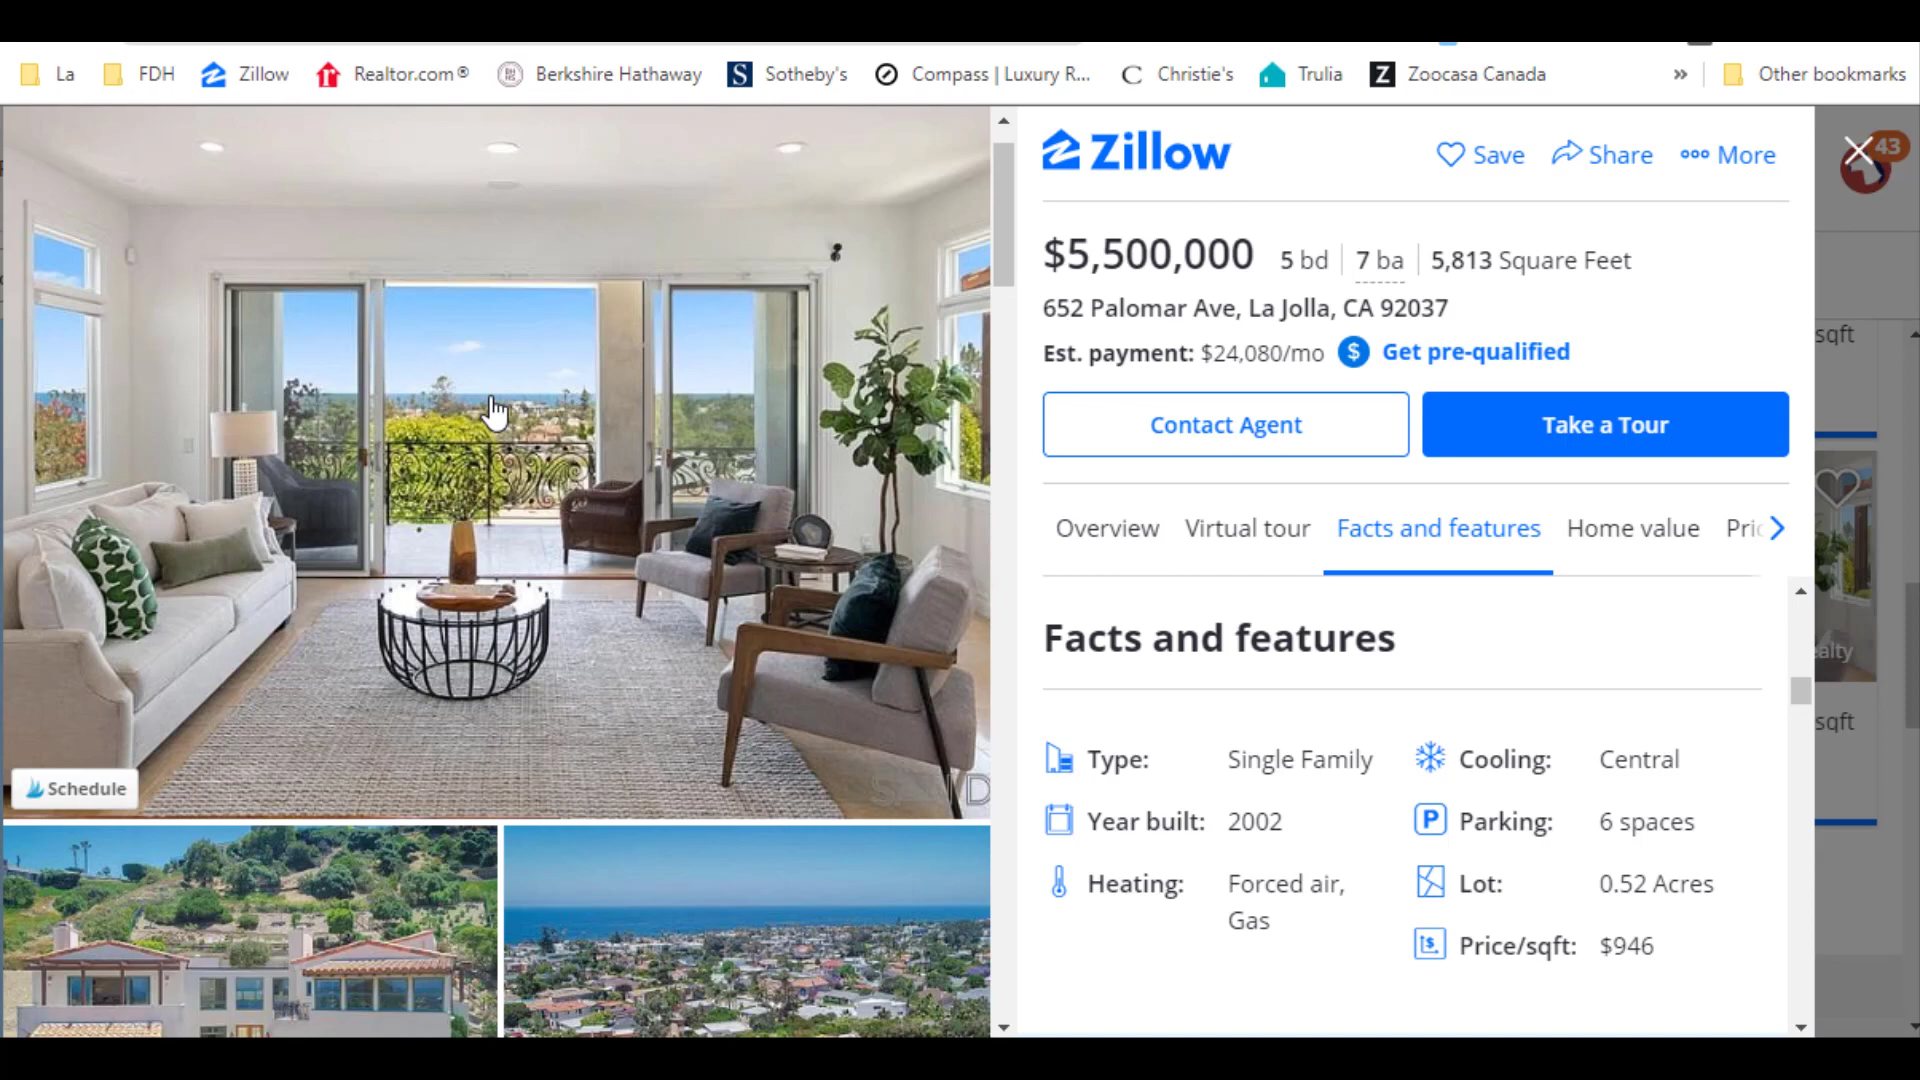 La
FDH
Zillow
Realtor.com®
Berkshire Hathaway
S
Sotheby's
Compass | Luxury R...
C
Christie's
Trulia
Z
Zoocasa Canada
»
Other bookmarks
Zillow
Save
Share
More
43
$5,500,000
5 bd
7 ba
5,813 Square Feet
652 Palomar Ave, La Jolla, CA 92037
Est. payment: $24,080/mo
$
Get pre-qualified
Contact Agent
Take a Tour
Overview
Virtual tour
Facts and features
Home value
Pric
Facts and features
Type: Single Family
Cooling: Central
Year built: 2002
P
Parking: 6 spaces
Heating: Forced air,
Gas
Lot: 0.52 Acres
$
Price/sqft: $946
Schedule
sqft
ealty
sqft